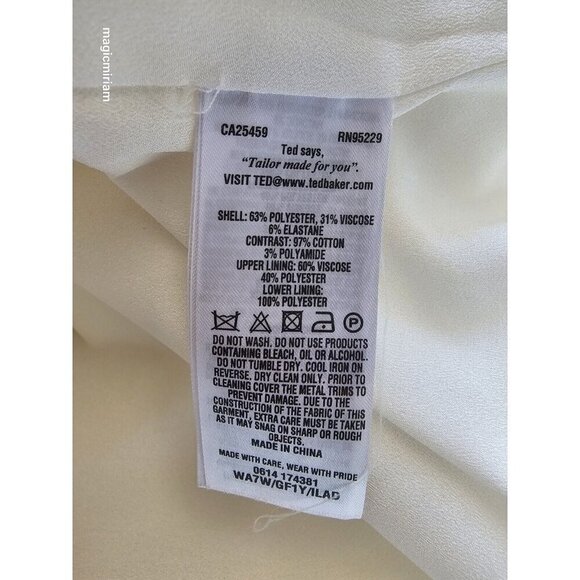 magicmiriam
CA25459 RN95229
Ted says,
"Tailor made for you".
VISIT TED@www.tedbaker.com
SHELL: 63% POLYESTER, 31% VISCOSE
6% ELASTANE
CONTRAST: 97% COTTON
3% POLYAMIDE
UPPER LINING: 60% VISCOSE
40% POLYESTER
LOWER LINING:
100% POLYESTER
P
DO NOT WASH. DO NOT USE PRODUCTS
CONTAINING BLEACH, OIL OR ALCOHOL.
DO NOT TUMBLE DRY. COOL IRON ON
REVERSE. DRY CLEAN ONLY. PRIOR TO
CLEANING COVER THE METAL TRIMS TO
PREVENT DAMAGE. DUE TO THE
CONSTRUCTION OF THE FABRIC OF THIS
GARMENT, EXTRA CARE MUST BE TAKEN
AS IT MAY SNAG ON SHARP OR ROUGH
OBJECTS.
MADE IN CHINA
MADE WITH CARE, WEAR WITH PRIDE
0614 174381
WA7W/GF1Y/ILAD